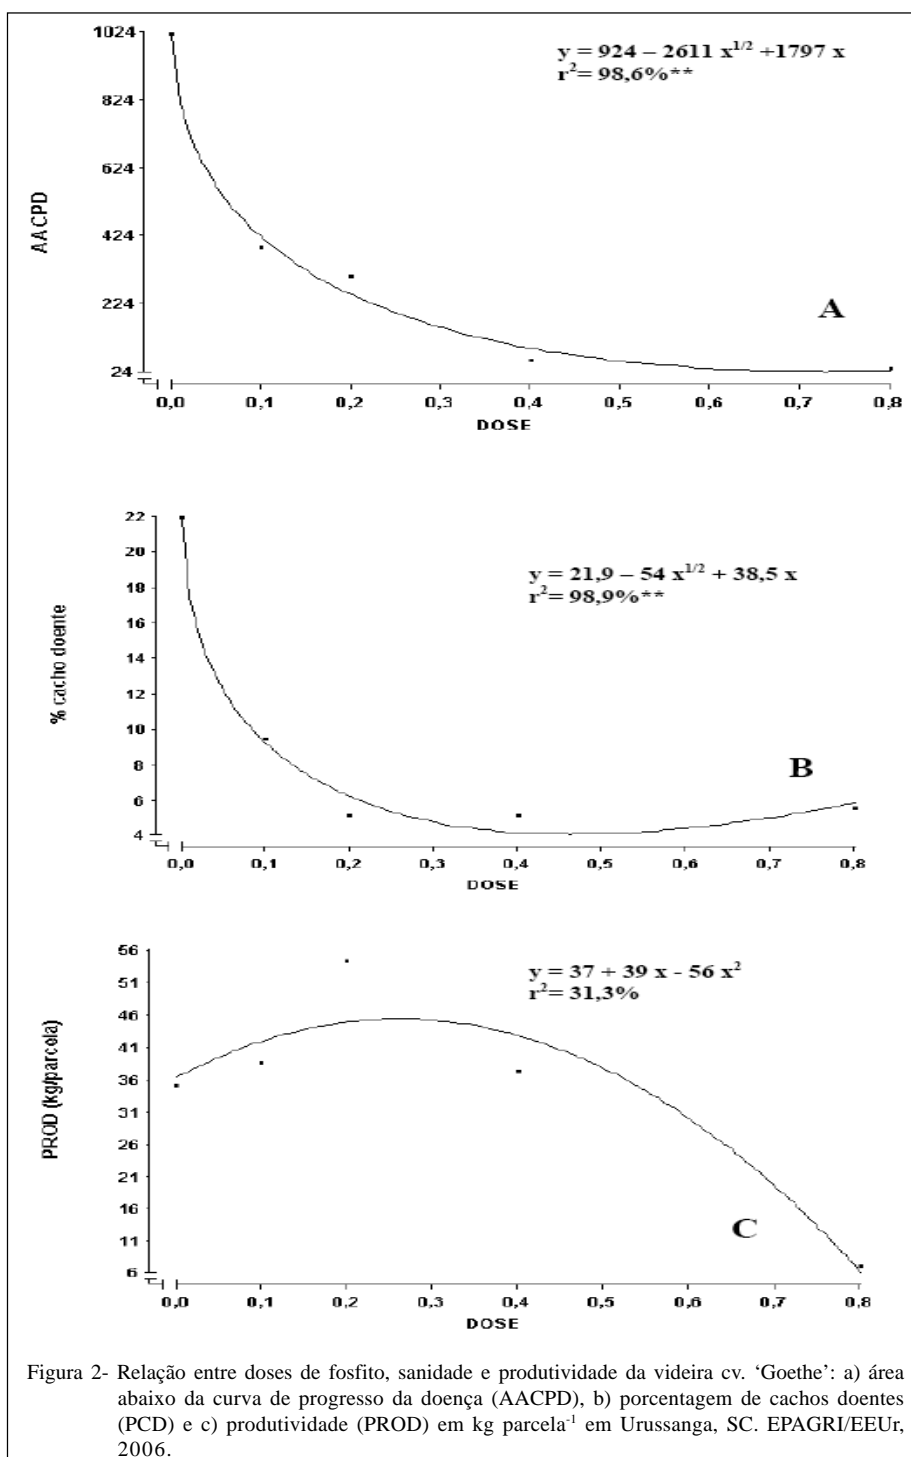 1024
824
624
424
224
24
AACPD
y = 924 – 2611 x^1/2 +1797 x
r²= 98,6%**
A
0,0 0,1 0,2 0,3 0,4 0,5 0,6 0,7 0,8
DOSE
22
20
18
16
14
12
10
8
6
4
% cacho doente
y = 21,9 – 54 x^1/2 + 38,5 x
r²= 98,9%**
B
0,0 0,1 0,2 0,3 0,4 0,5 0,6 0,7 0,8
DOSE
56
51
46
41
36
31
26
21
16
11
6
PROD (kg/parcela)
y = 37 + 39 x - 56 x²
r²= 31,3%
C
0,0 0,1 0,2 0,3 0,4 0,5 0,6 0,7 0,8
DOSE
Figura 2- Relação entre doses de fosfito, sanidade e produtividade da videira cv. ‘Goethe’: a) área
abaixo da curva de progresso da doença (AACPD), b) porcentagem de cachos doentes
(PCD) e c) produtividade (PROD) em kg parcela⁻¹ em Urussanga, SC. EPAGRI/EEUr,
2006.